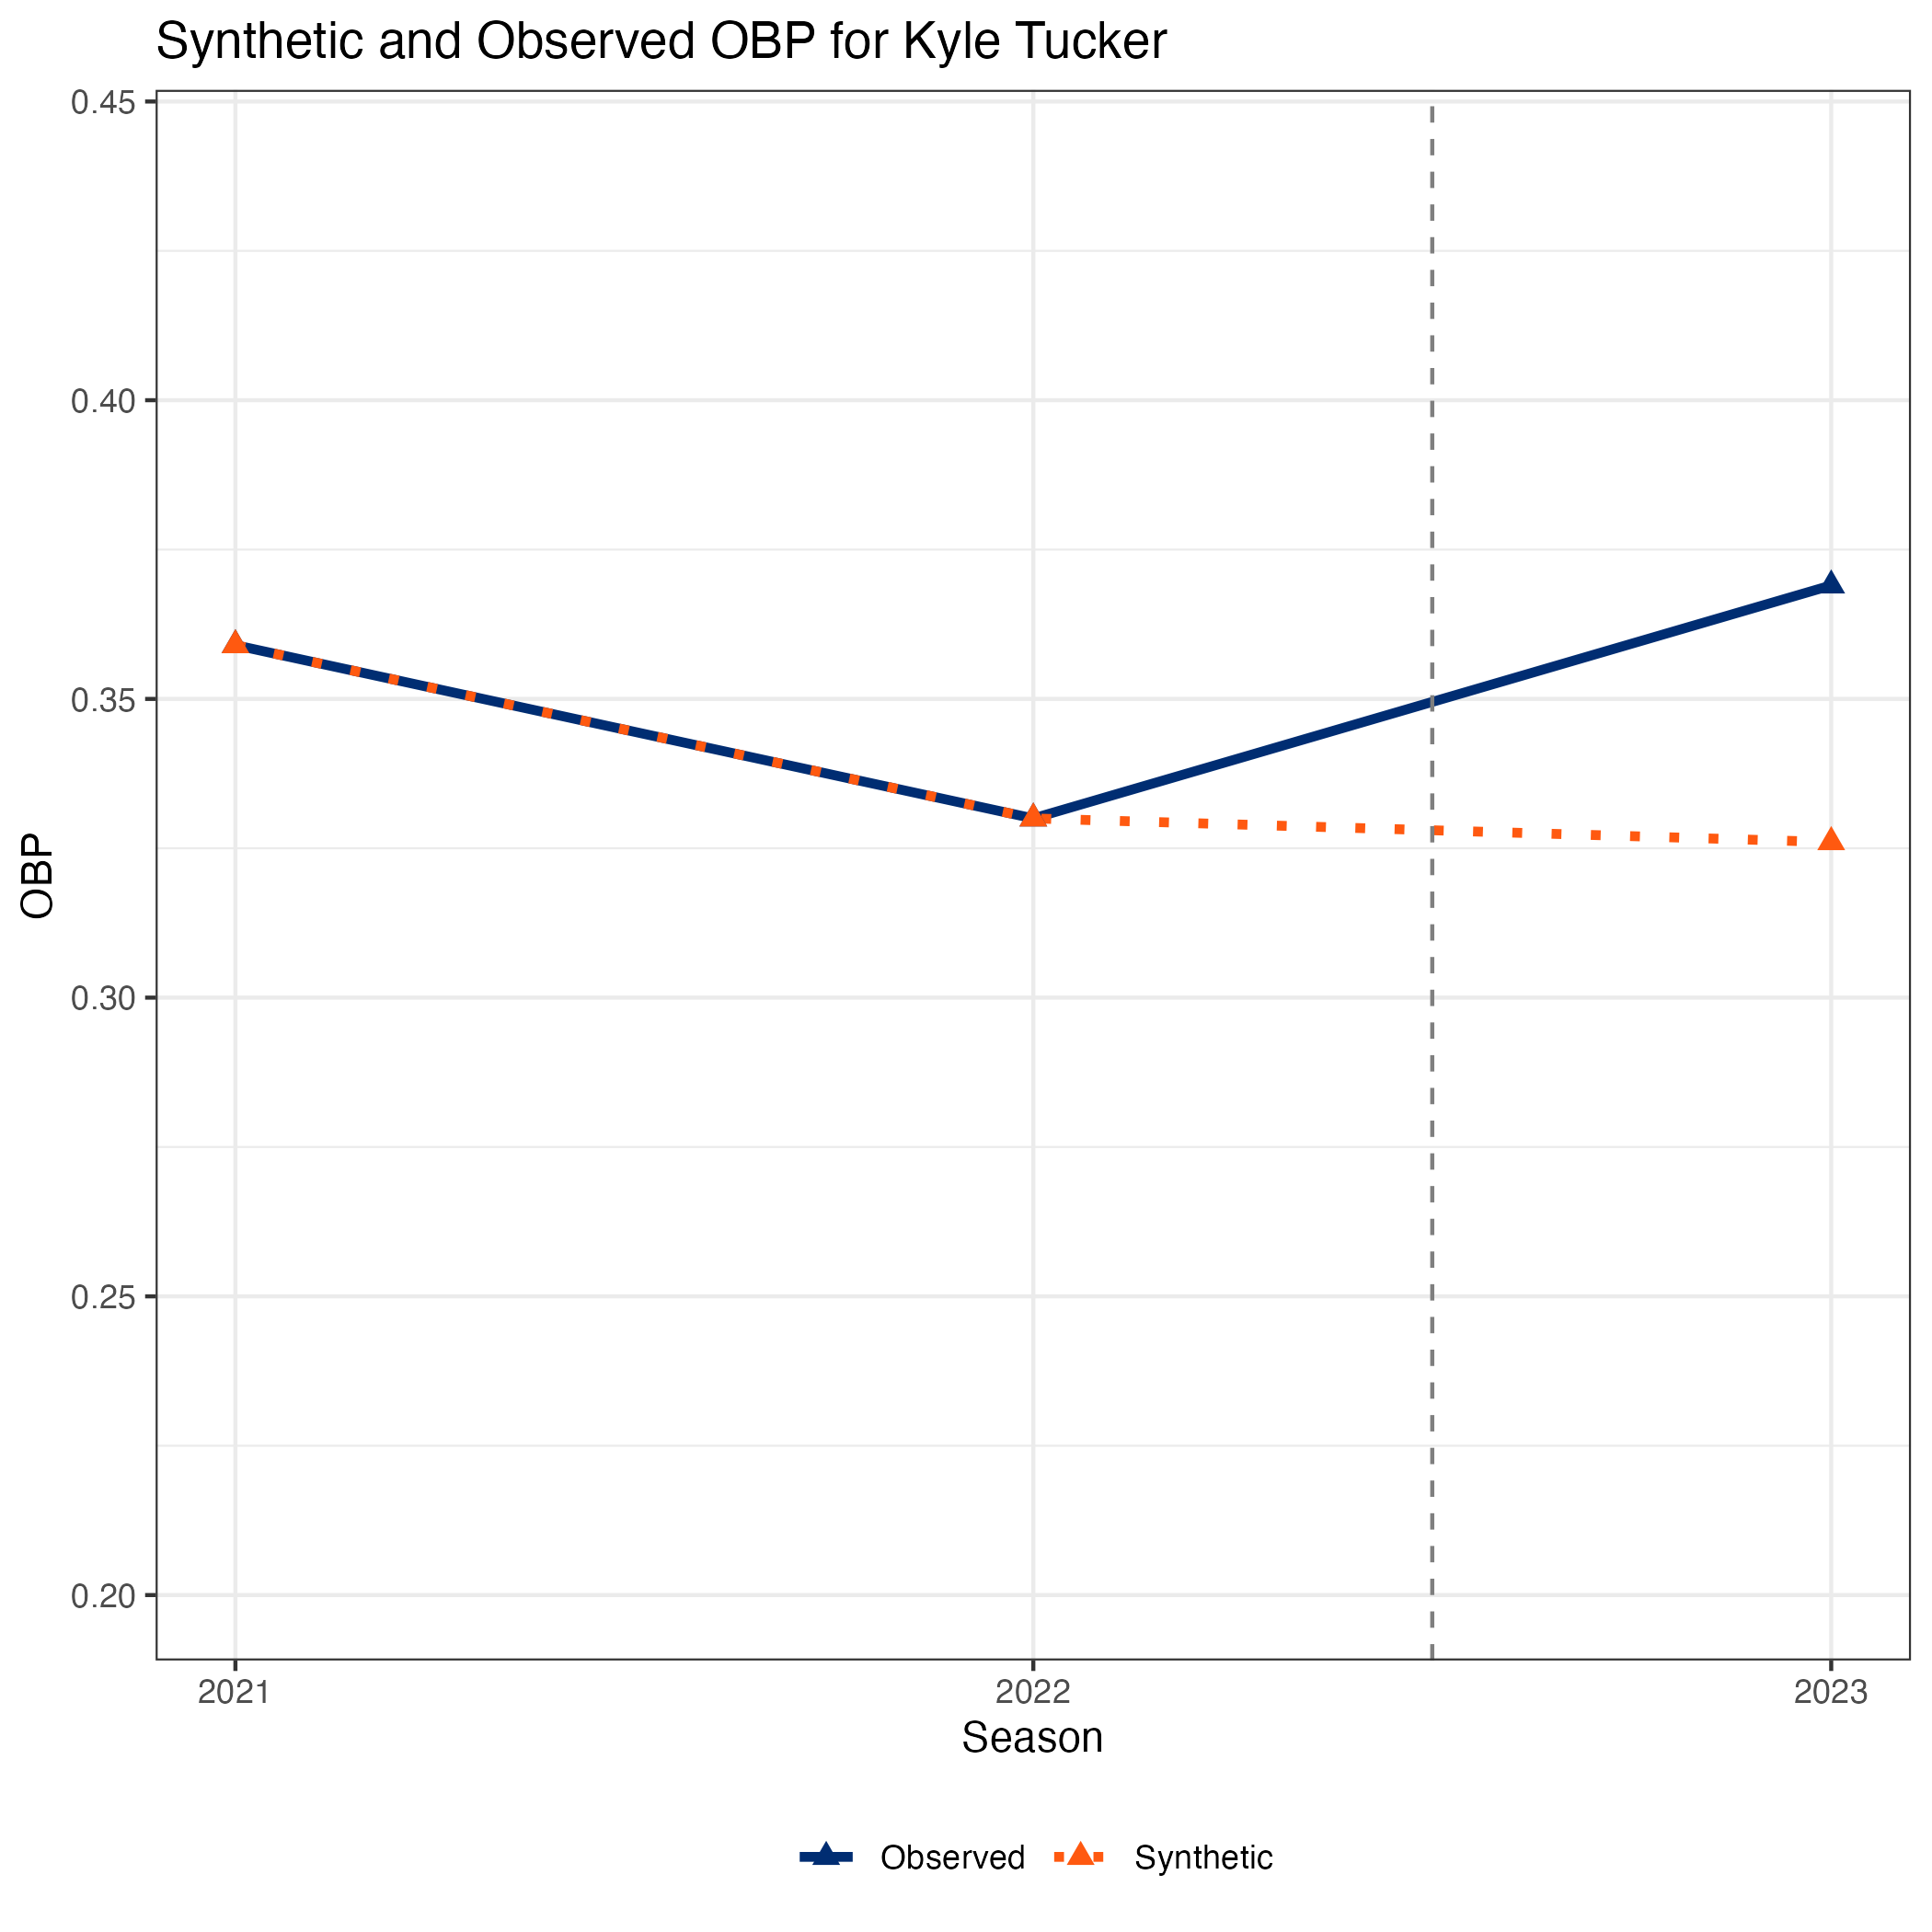 Synthetic and Observed OBP for Kyle Tucker
0.45
0.40
0.35
0.30
0.25
0.20
OBP
2021 2022 2023
Season
Observed Synthetic